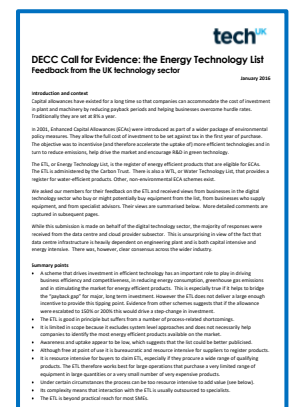 techUK
DECC Call for Evidence: the Energy Technology List
Feedback from the UK technology sector
January 2016
Introduction and context
Capital allowances have existed for a long time so that companies can accommodate the cost of investment
in plant and machinery by reducing payback periods and helping businesses overcome hurdle rates.
Traditionally they are set at 8% a year.
In 2001, Enhanced Capital Allowances (ECAs) were introduced as part of a wider package of environmental
policy measures. They allow the full cost of investment to be set against tax in the first year of purchase.
The objective was to incentivise (and therefore accelerate the uptake of) more efficient technologies and in
turn to reduce emissions, help drive the market and encourage R&D in green technology.
The ETL, or Energy Technology List, is the register of energy efficient products that are eligible for ECAs.
The ETL is administered by the Carbon Trust. There is also a WTL, or Water Technology List, that provides a
register for water efficient products. Other, non-environmental ECA schemes exist.
We asked our members for their feedback on the ETL and received views from businesses in the digital
technology sector who buy or might potentially buy equipment from the list, from businesses who supply
equipment, and from specialist advisors. Their views are summarised below. More detailed comments are
captured in subsequent pages.
While this submission is made on behalf of the digital technology sector, the majority of responses were
received from the data centre and cloud provider subsector. This is unsurprising in view of the fact that
data centre infrastructure is heavily dependent on engineering plant and is both capital intensive and
energy intensive. There was, however, clear consensus across the wider industry.
Summary points
• A scheme that drives investment in efficient technology has an important role to play in driving
business efficiency and competitiveness, in reducing energy consumption, greenhouse gas emissions
and in stimulating the market for energy efficient products. This is especially true if it helps to bridge
the "payback gap" for major, long term investment. However the ETL does not deliver a large enough
incentive to provide this tipping point. Evidence from other schemes suggests that if the allowance
were escalated to 150% or 200% this would drive a step-change in investment.
• The ETL is good in principle but suffers from a number of process-related shortcomings.
• It is limited in scope because it excludes system level approaches and does not necessarily help
companies to identify the most energy efficient products available on the market.
• Awareness and uptake appear to be low, which suggests that the list could be better publicised.
• Although free at point of use it is bureaucratic and resource intensive for suppliers to register products.
• It is resource intensive for buyers to claim ETL, especially if they procure a wide range of qualifying
products. The ETL therefore works best for large operations that purchase a very limited range of
equipment in large quantities or a very small number of very expensive products.
• Under certain circumstances the process can be too resource intensive to add value (see below).
• Its complexity means that interaction with the ETL is usually outsourced to specialists.
• The ETL is beyond practical reach for most SMEs.